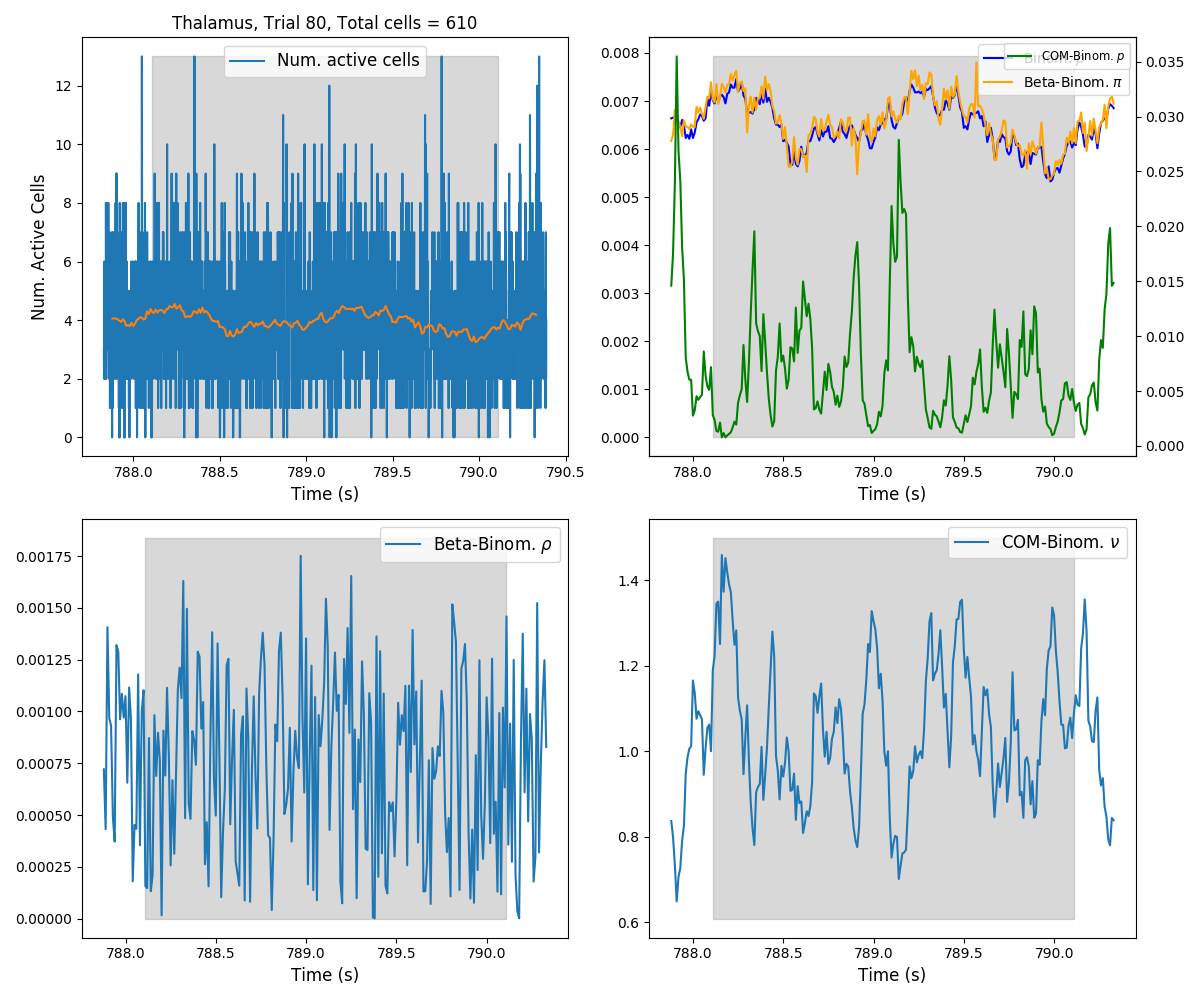 Thalamus, Trial 80, Total cells = 610
Num. active cells
Num. Active Cells
12
10
8
6
4
2
0
788.0 788.5 789.0 789.5 790.0 790.5
Time (s)
COM-Binom. p
Beta-Binom. π
0.008
0.007
0.006
0.005
0.004
0.003
0.002
0.001
0.000
0.035
0.030
0.025
0.020
0.015
0.010
0.005
0.000
788.0 788.5 789.0 789.5 790.0
Time (s)
Beta-Binom. ρ
0.00175
0.00150
0.00125
0.00100
0.00075
0.00050
0.00025
0.00000
788.0 788.5 789.0 789.5 790.0
Time (s)
COM-Binom. ν
1.4
1.2
1.0
0.8
0.6
788.0 788.5 789.0 789.5 790.0
Time (s)